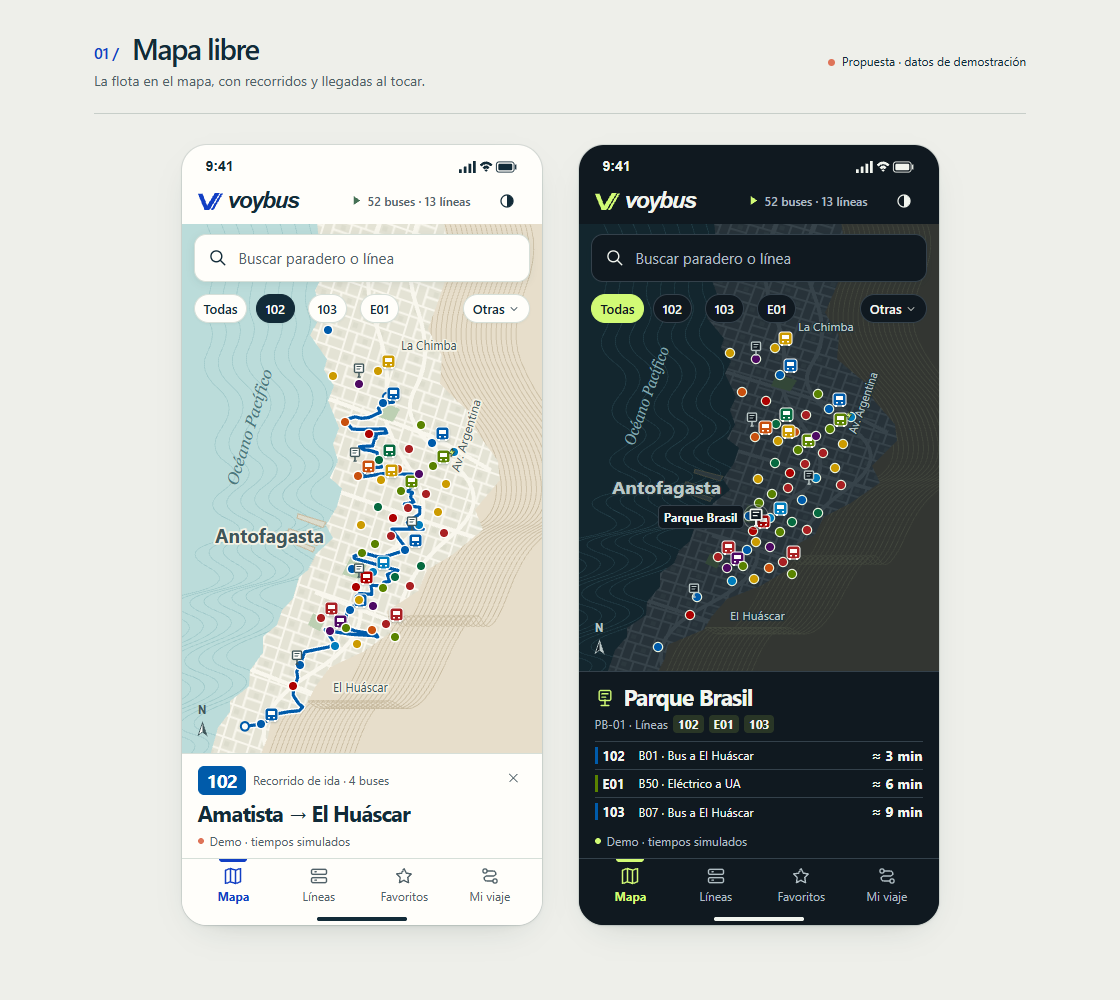 01 / Mapa libre
La flota en el mapa, con recorridos y llegadas al tocar.
Propuesta · datos de demostración
9:41
voybus
52 buses · 13 líneas
Buscar paradero o línea
Todas
102
103
E01
Otras
La Chimba
Océano Pacífico
Av. Argentina
Antofagasta
El Huáscar
N
102
Recorrido de ida · 4 buses
Amatista → El Huáscar
Demo · tiempos simulados
Mapa
Líneas
Favoritos
Mi viaje
9:41
voybus
52 buses · 13 líneas
Buscar paradero o línea
Todas
102
103
E01
Otras
La Chimba
Océano Pacífico
Av. Argentina
Antofagasta
Parque Brasil
El Huáscar
N
Parque Brasil
PB-01 · Líneas 102 E01 103
102 B01 · Bus a El Huáscar ≈ 3 min
E01 B50 · Eléctrico a UA ≈ 6 min
103 B07 · Bus a El Huáscar ≈ 9 min
Demo · tiempos simulados
Mapa
Líneas
Favoritos
Mi viaje